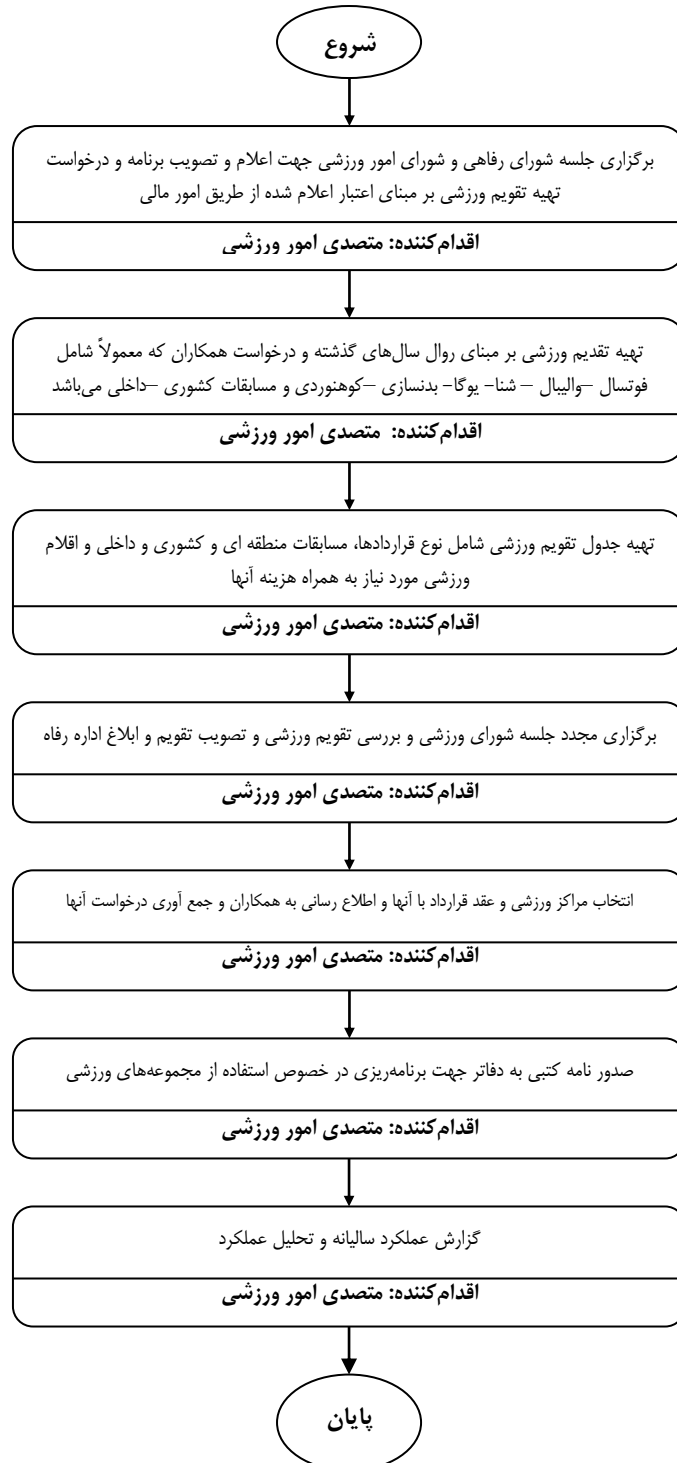 شروع
برگزاری جلسه شورای رفاهی و شورای امور ورزشی جهت اعلام و تصویب برنامه و درخواست
تهیه تقویم ورزشی بر مبنای اعتبار اعلام شده از طریق امور مالی
اقدام‌کننده: متصدی امور ورزشی
تهیه تقدیم ورزشی بر مبنای روال سال‌های گذشته و درخواست همکاران که معمولاً شامل
فوتسال –والیبال – شنا- یوگا- بدنسازی –کوهنوردی و مسابقات کشوری –داخلی می‌باشد
اقدام‌کننده: متصدی امور ورزشی
تهیه جدول تقویم ورزشی شامل نوع قراردادها، مسابقات منطقه ای و کشوری و داخلی و اقلام
ورزشی مورد نیاز به همراه هزینه آنها
اقدام‌کننده: متصدی امور ورزشی
برگزاری مجدد جلسه شورای ورزشی و بررسی تقویم ورزشی و تصویب تقویم و ابلاغ اداره رفاه
اقدام‌کننده: متصدی امور ورزشی
انتخاب مراکز ورزشی و عقد قرارداد با آنها و اطلاع رسانی به همکاران و جمع آوری درخواست آنها
اقدام‌کننده: متصدی امور ورزشی
صدور نامه کتبی به دفاتر جهت برنامه‌ریزی در خصوص استفاده از مجموعه‌های ورزشی
اقدام‌کننده: متصدی امور ورزشی
گزارش عملکرد سالیانه و تحلیل عملکرد
اقدام‌کننده: متصدی امور ورزشی
پایان